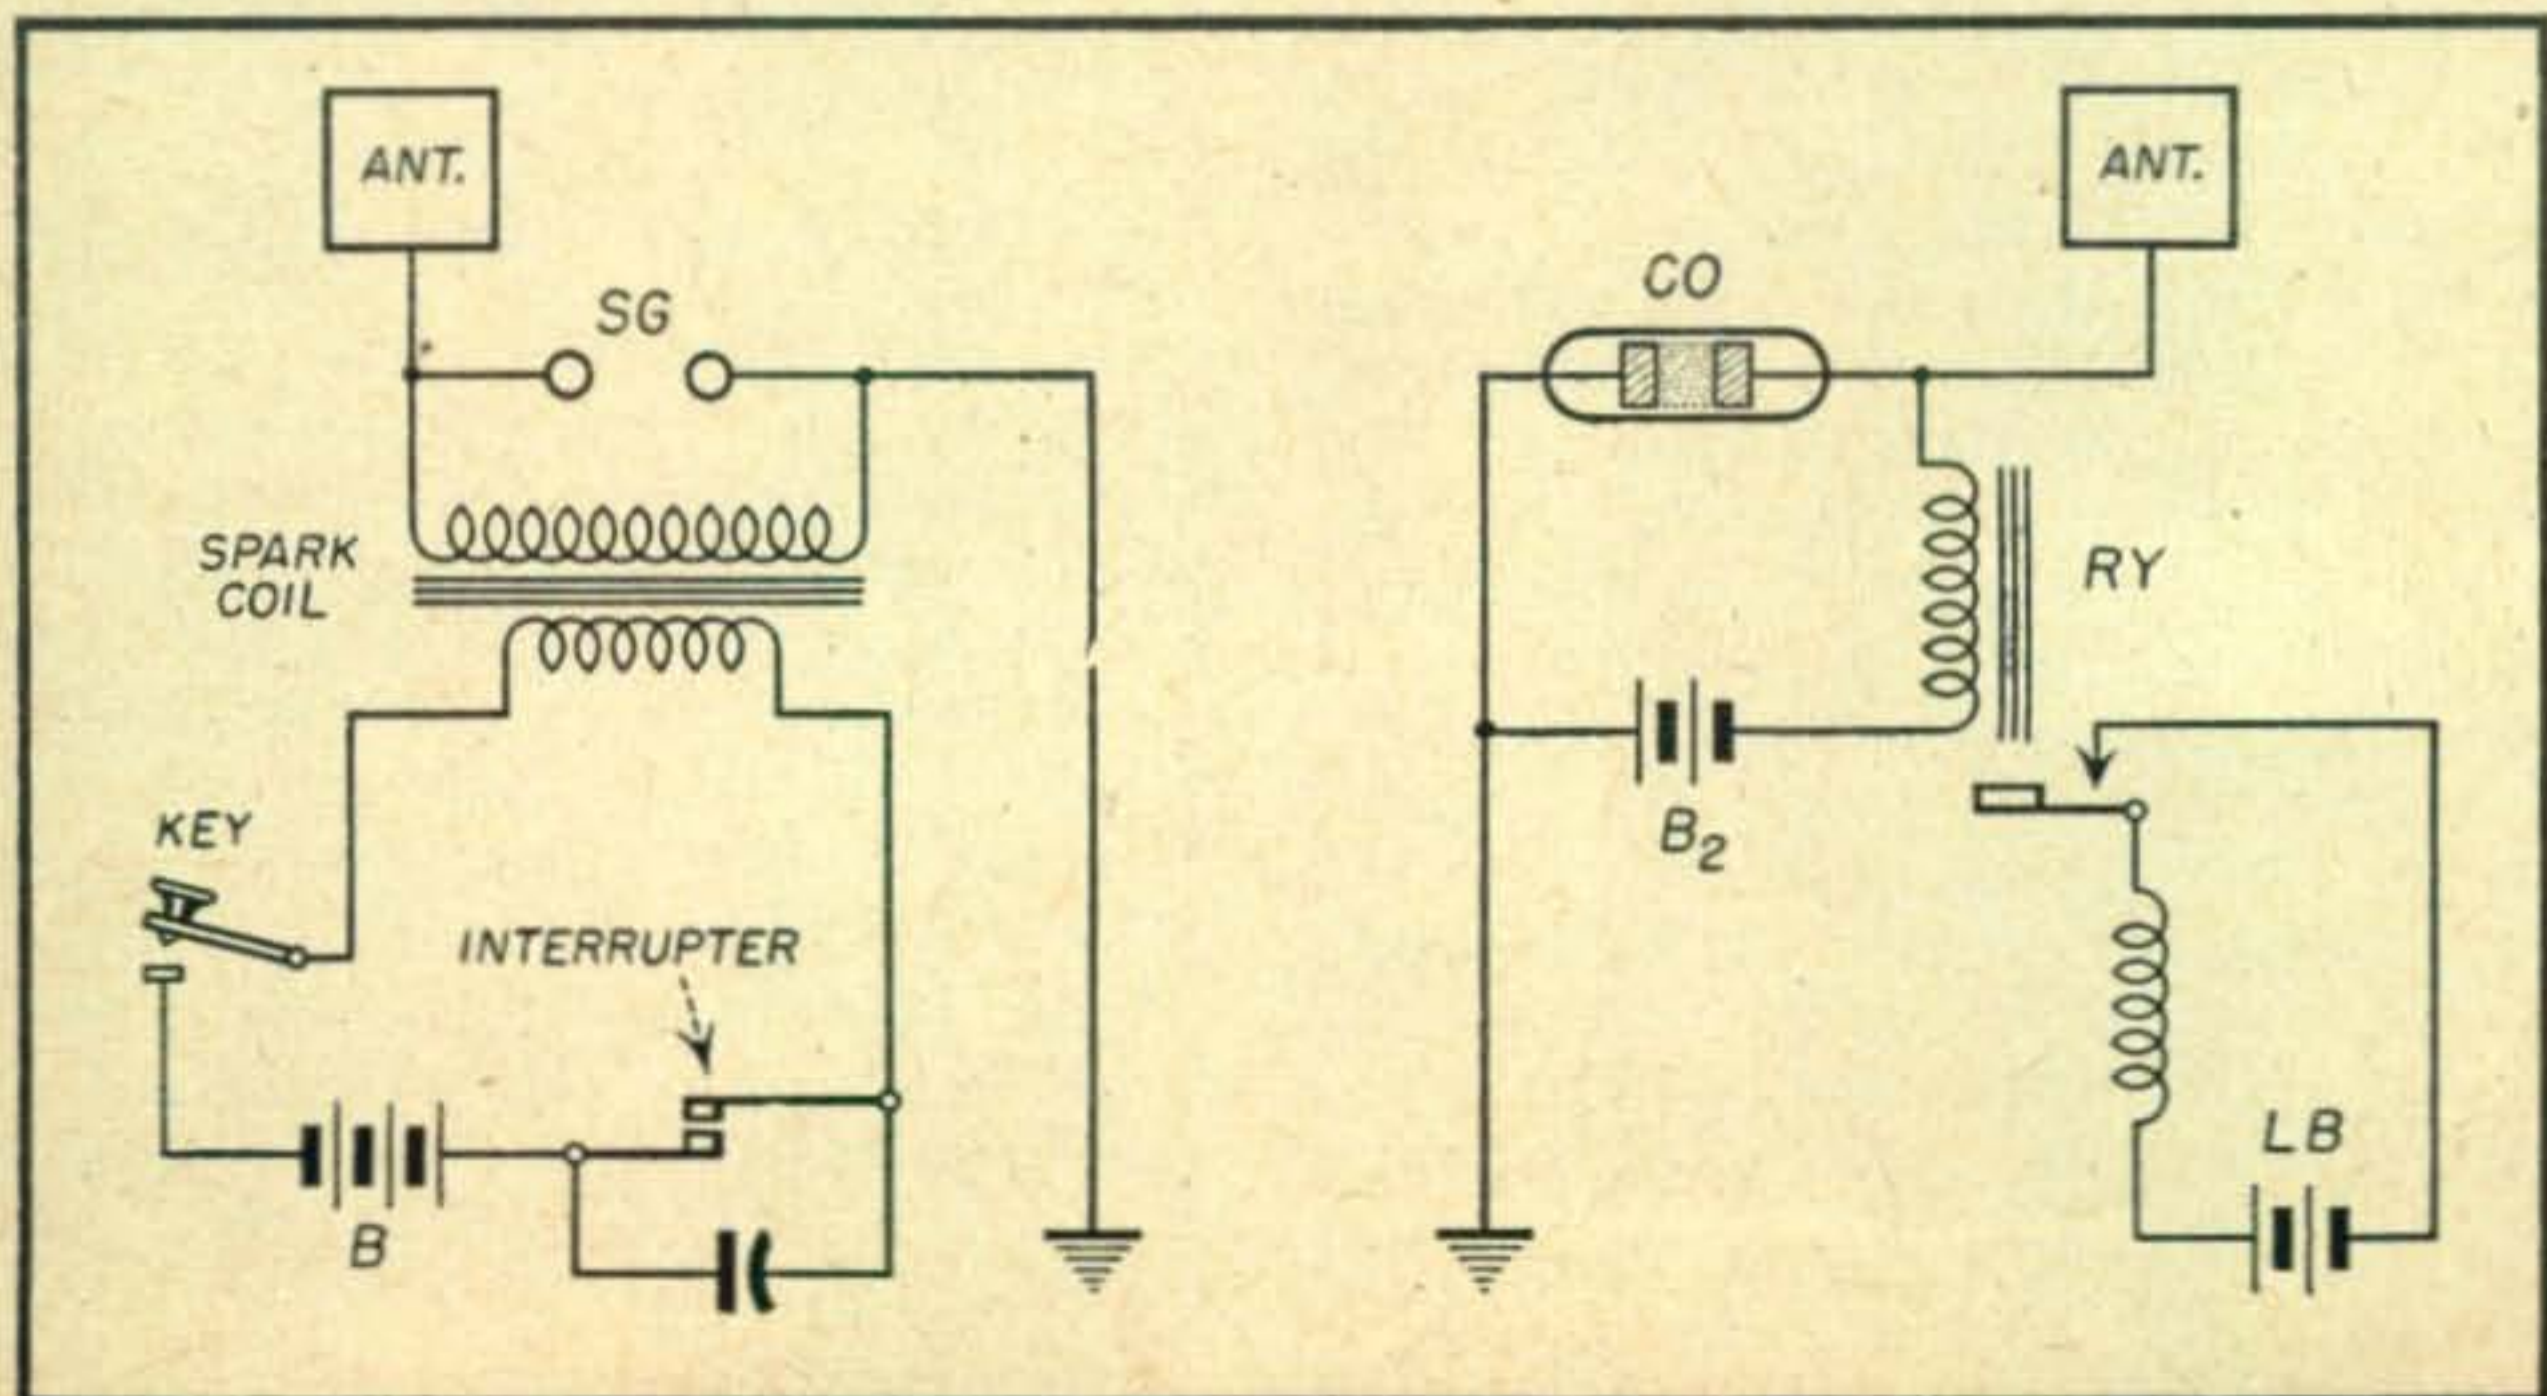 ANT.
SG
SPARK
COIL
KEY
INTERRUPTER
B
ANT.
CO
RY
B2
LB